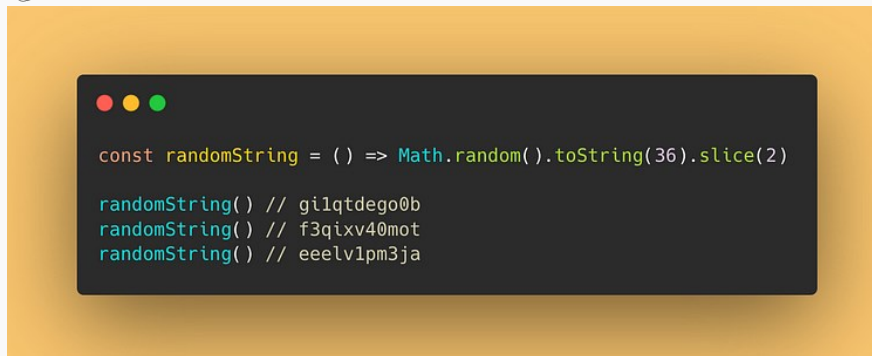 const randomString = () => Math.random().toString(36).slice(2)
randomString() // gi1qtdego0b
randomString() // f3qixv40mot
randomString() // eeelv1pm3ja